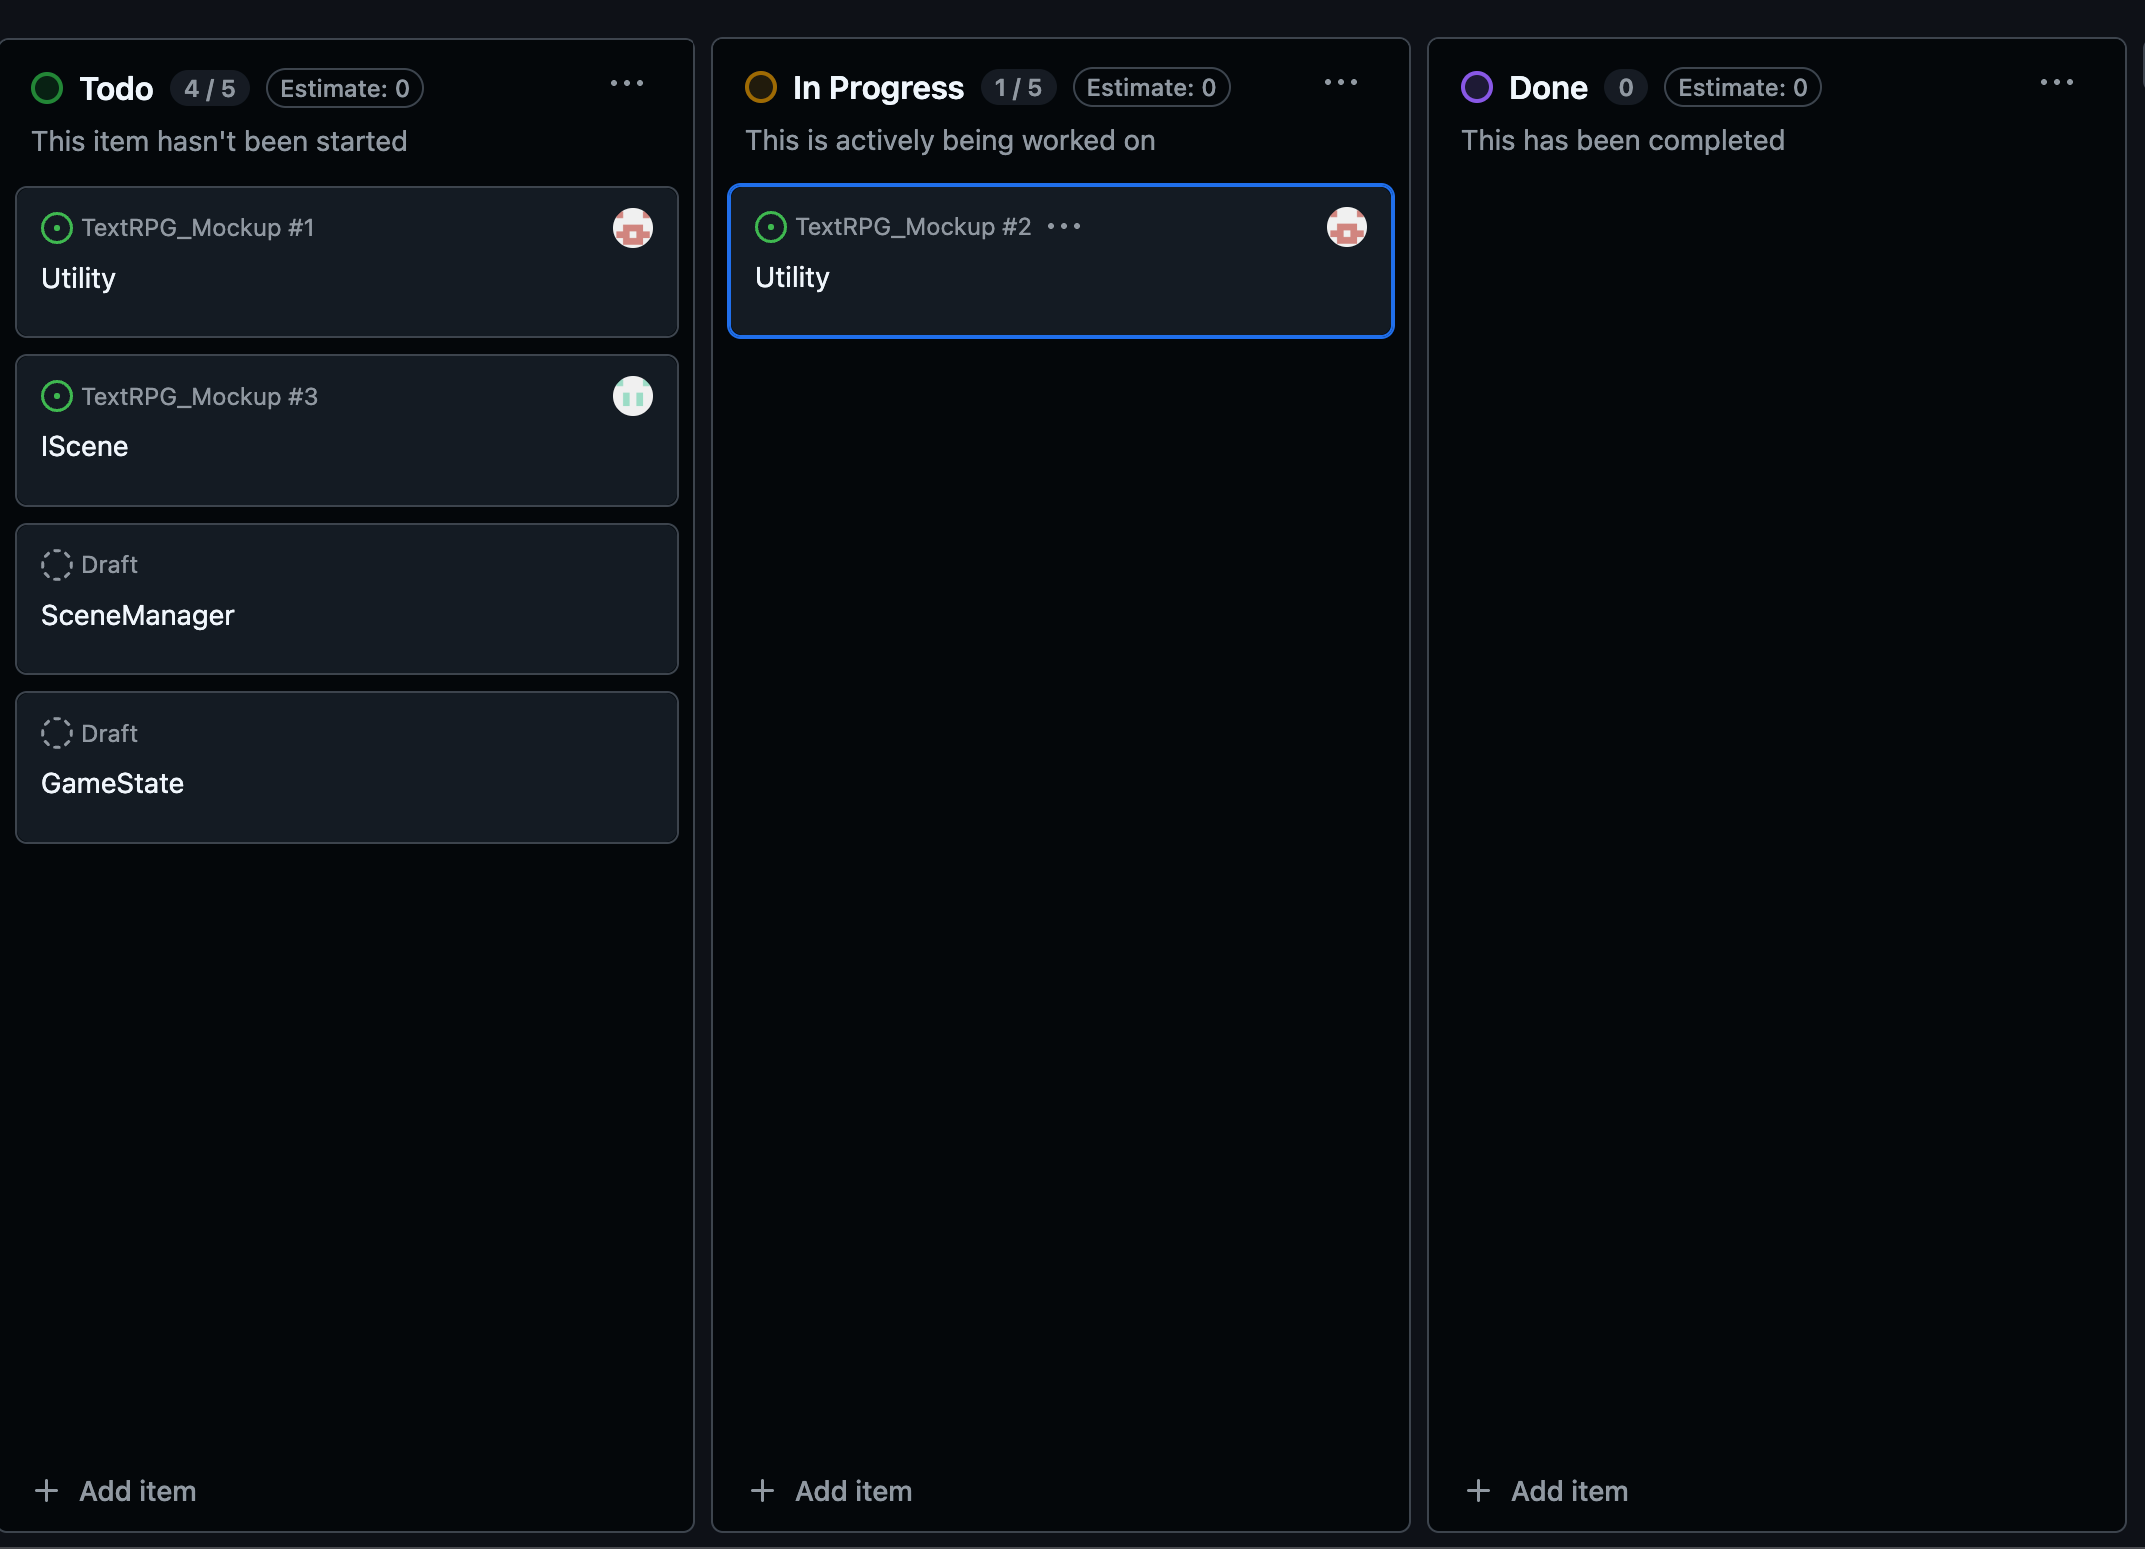 Todo 4 / 5 Estimate: 0
This item hasn't been started
TextRPG_Mockup #1
Utility
TextRPG_Mockup #3
IScene
Draft
SceneManager
Draft
GameState
Add item
In Progress 1 / 5 Estimate: 0
This is actively being worked on
TextRPG_Mockup #2
Utility
Add item
Done 0 Estimate: 0
This has been completed
Add item